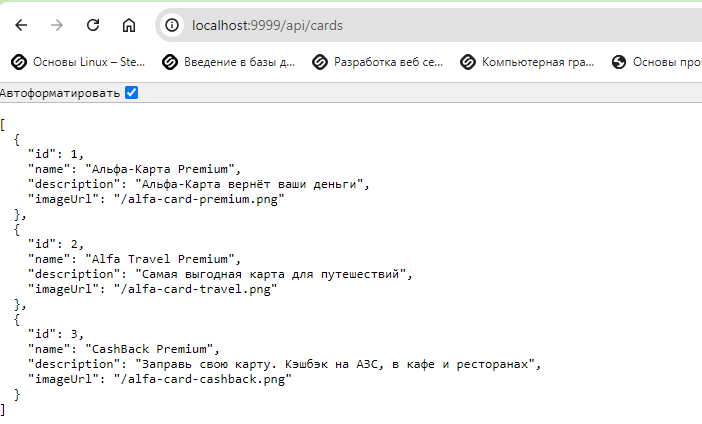 localhost:9999/api/cards
Основы Linux – Ste...
Введение в базы д...
Разработка веб се...
Компьютерная гра...
Основы про
Автоформатировать
[
  {
    "id": 1,
    "name": "Альфа-Карта Premium",
    "description": "Альфа-Карта вернёт ваши деньги",
    "imageUrl": "/alfa-card-premium.png"
  },
  {
    "id": 2,
    "name": "Alfa Travel Premium",
    "description": "Самая выгодная карта для путешествий",
    "imageUrl": "/alfa-card-travel.png"
  },
  {
    "id": 3,
    "name": "CashBack Premium",
    "description": "Заправь свою карту. Кэшбэк на АЗС, в кафе и ресторанах",
    "imageUrl": "/alfa-card-cashback.png"
  }
]